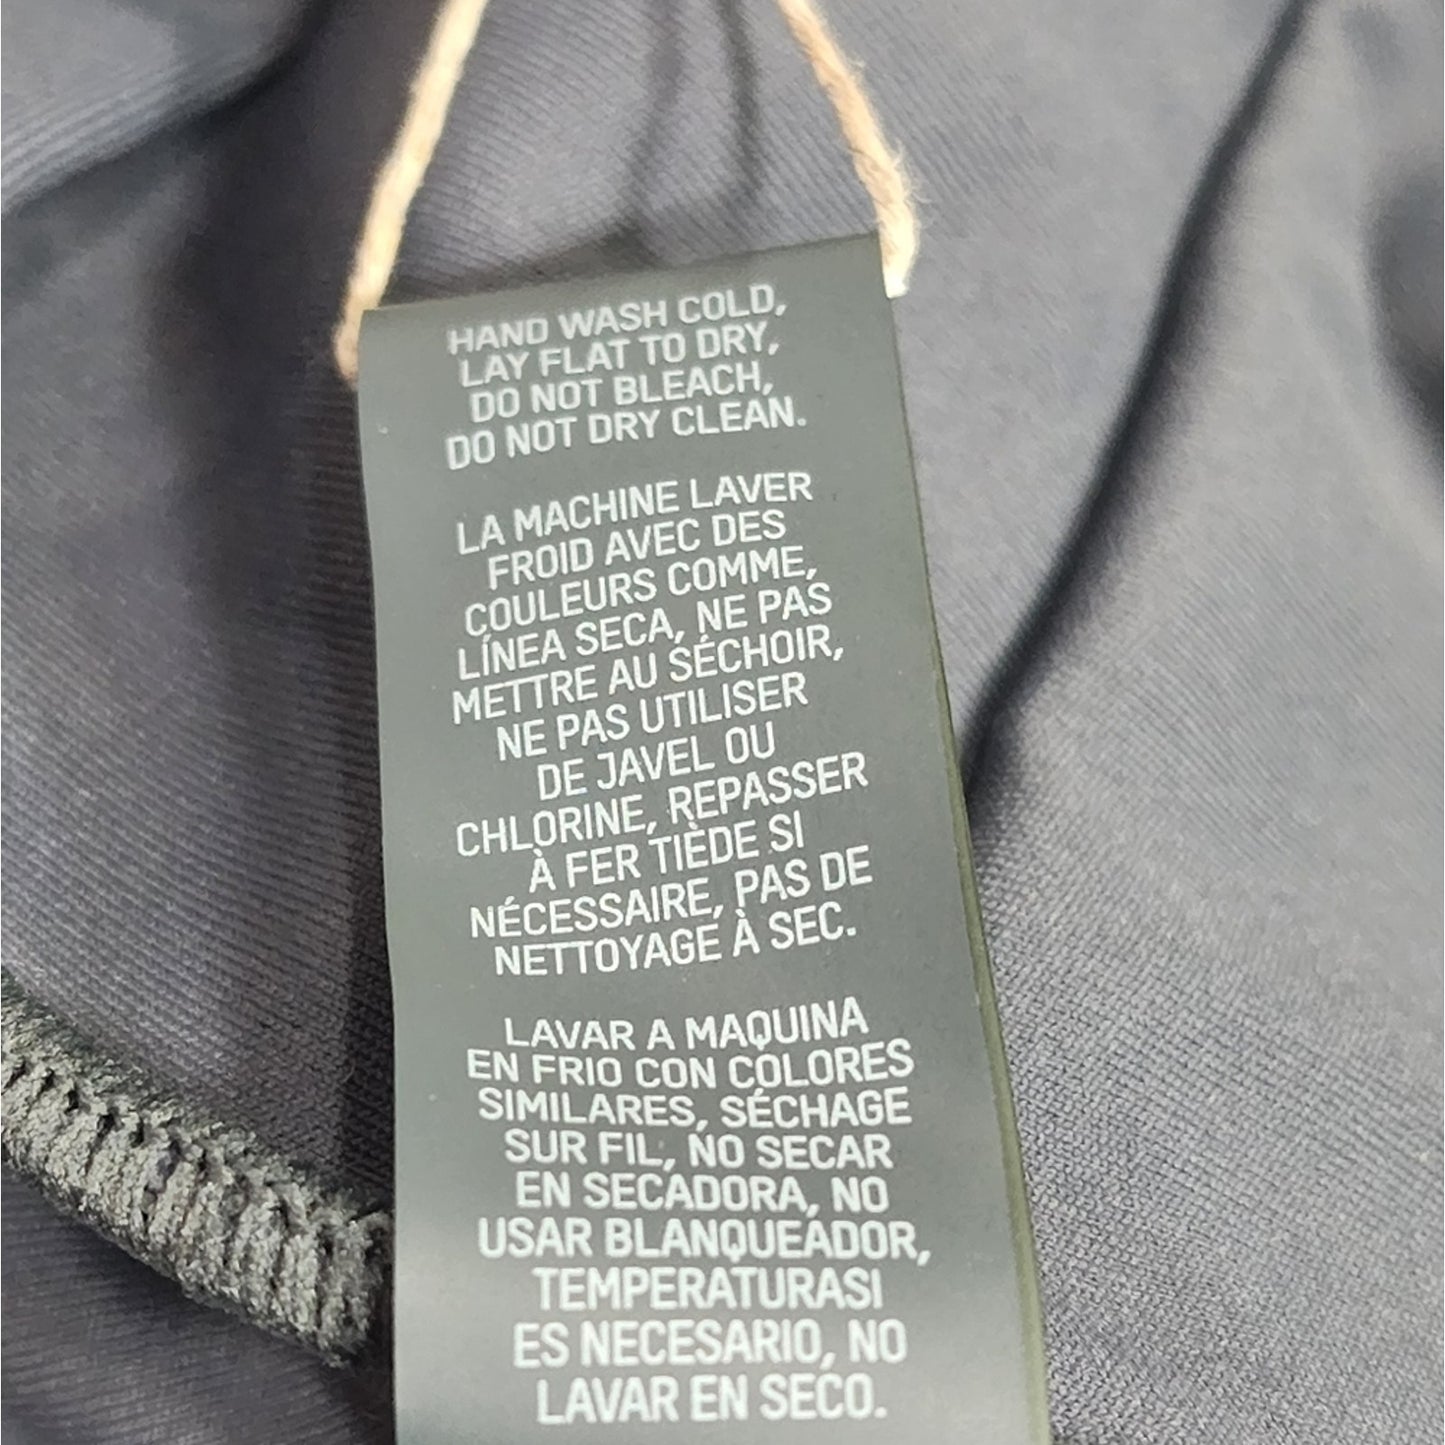 HAND WASH COLD,
LAY FLAT TO DRY,
DO NOT BLEACH,
DO NOT DRY CLEAN.
LA MACHINE LAVER
FROID AVEC DES
COULEURS COMME,
LÍNEA SECA, NE PAS
METTRE AU SÉCHOIR,
NE PAS UTILISER
DE JAVEL OU
CHLORINE, REPASSER
À FER TIÈDE SI
NÉCESSAIRE, PAS DE
NETTOYAGE À SEC.
LAVAR A MAQUINA
EN FRIO CON COLORES
SIMILARES, SÉCHAGE
SUR FIL, NO SECAR
EN SECADORA, NO
USAR BLANQUEADOR,
TEMPERATURASI
ES NECESARIO, NO
LAVAR EN SECO.